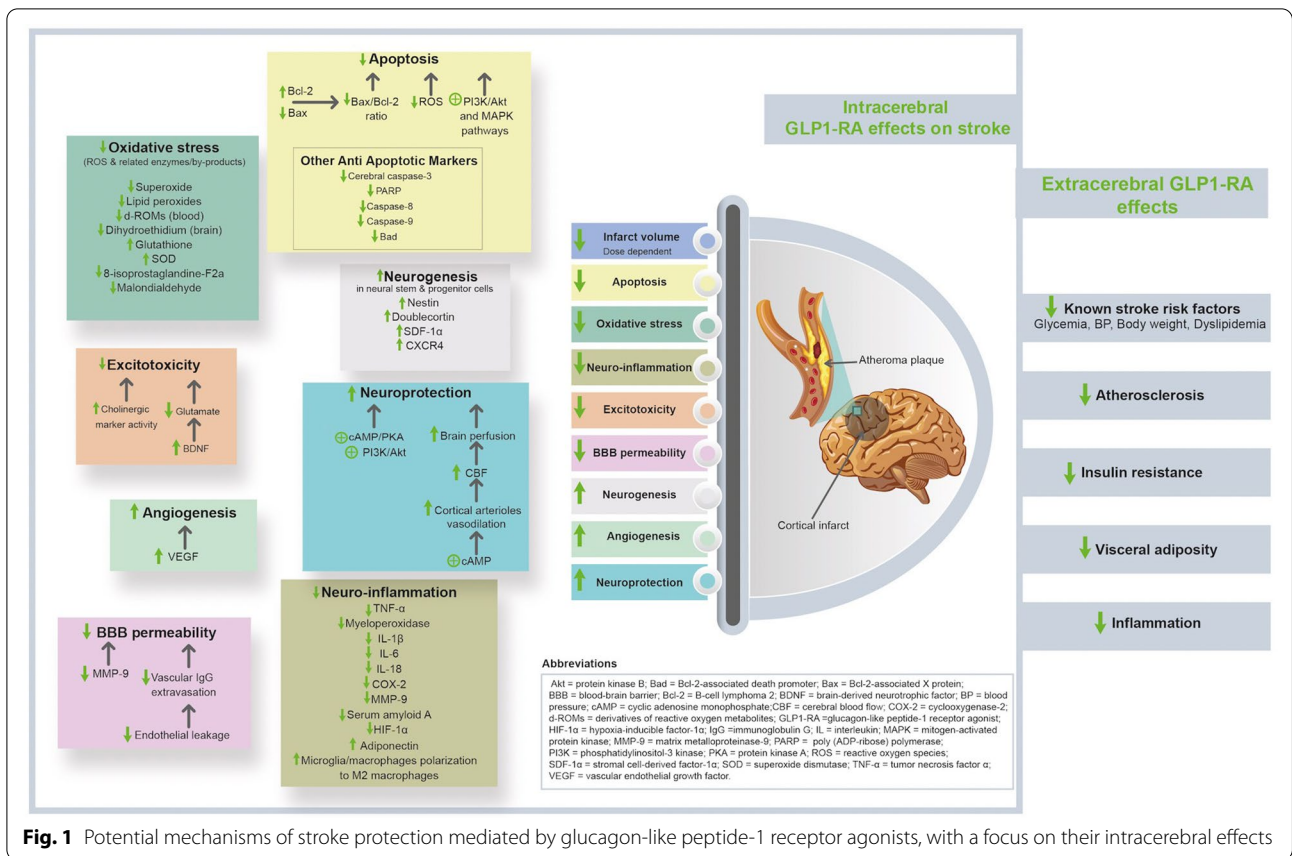 ↓Apoptosis
↑Bcl-2
↓Bax
↓Bax/Bcl-2
ratio
↓ROS
⊕PI3K/Akt
and MAPK
pathways
Other Anti Apoptotic Markers
↓Cerebral caspase-3
↓PARP
↓Caspase-8
↓Caspase-9
↓Bad
↓Oxidative stress
(ROS & related enzymes/by-products)
↓Superoxide
↓Lipid peroxides
↓d-ROMs (blood)
↓Dihydroethidium (brain)
↑Glutathione
↑SOD
↓8-isoprostaglandine-F2a
↓Malondialdehyde
↑Neurogenesis
in neural stem & progenitor cells
↑Nestin
↑Doublecortin
↑SDF-1α
↑CXCR4
↓Excitotoxicity
↑Cholinergic
marker activity
↓Glutamate
↑BDNF
↑Neuroprotection
⊕cAMP/PKA
⊕PI3K/Akt
↑Brain perfusion
↑CBF
↑Cortical arterioles
vasodilation
⊕cAMP
↑Angiogenesis
↑VEGF
↓BBB permeability
↓MMP-9
↓Vascular IgG
extravasation
↓Endothelial leakage
↓Neuro-inflammation
↓TNF-α
↓Myeloperoxidase
↓IL-1β
↓IL-6
↓IL-18
↓COX-2
↓MMP-9
↓Serum amyloid A
↓HIF-1α
↑Adiponectin
↑Microglia/macrophages polarization
to M2 macrophages
Intracerebral
GLP1-RA effects on stroke
↓Infarct volume
Dose dependent
↓Apoptosis
↓Oxidative stress
↓Neuro-inflammation
↓Excitotoxicity
↓BBB permeability
↑Neurogenesis
↑Angiogenesis
↑Neuroprotection
Atheroma plaque
Cortical infarct
Extracerebral GLP1-RA
effects
↓Known stroke risk factors
Glycemia, BP, Body weight, Dyslipidemia
↓Atherosclerosis
↓Insulin resistance
↓Visceral adiposity
↓Inflammation
Abbreviations
Akt = protein kinase B; Bad = Bcl-2-associated death promoter; Bax = Bcl-2-associated X protein;
BBB = blood-brain barrier; Bcl-2 = B-cell lymphoma 2; BDNF = brain-derived neurotrophic factor; BP = blood
pressure; cAMP = cyclic adenosine monophosphate;CBF = cerebral blood flow; COX-2 = cyclooxygenase-2;
d-ROMs = derivatives of reactive oxygen metabolites; GLP1-RA =glucagon-like peptide-1 receptor agonist;
HIF-1α = hypoxia-inducible factor-1α; IgG =immunoglobulin G; IL = interleukin; MAPK = mitogen-activated
protein kinase; MMP-9 = matrix metalloproteinase-9; PARP = poly (ADP-ribose) polymerase;
PI3K = phosphatidylinositol-3 kinase; PKA = protein kinase A; ROS = reactive oxygen species;
SDF-1α = stromal cell-derived factor-1α; SOD = superoxide dismutase; TNF-α = tumor necrosis factor α;
VEGF = vascular endothelial growth factor.
Fig. 1 Potential mechanisms of stroke protection mediated by glucagon-like peptide-1 receptor agonists, with a focus on their intracerebral effects